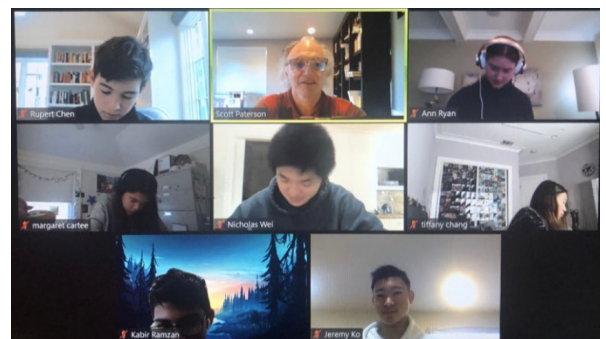 Rupert Chen
Scott Paterson
Ann Ryan
margaret cartee
Nicholas Wei
tiffany chang
Kabir Ramzan
Jeremy Ko